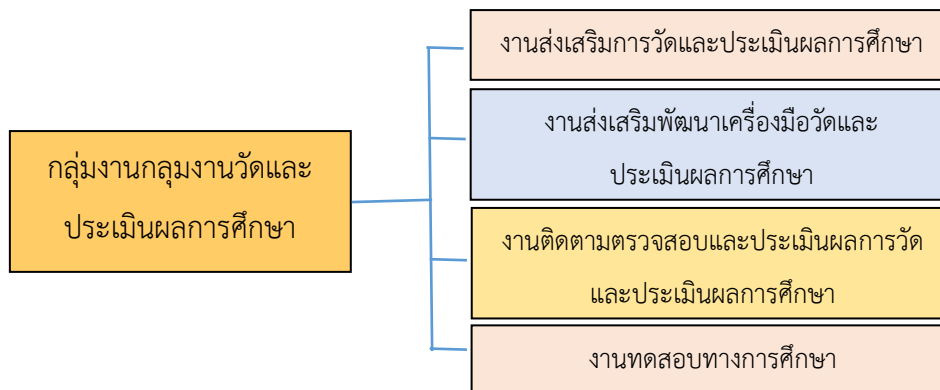 งานส่งเสริมการวัดและประเมินผลการศึกษา
งานส่งเสริมพัฒนาเครื่องมือวัดและ
ประเมินผลการศึกษา
กลุ่มงานกลุมงานวัดและ
ประเมินผลการศึกษา
งานติดตามตรวจสอบและประเมินผลการวัด
และประเมินผลการศึกษา
งานทดสอบทางการศึกษา